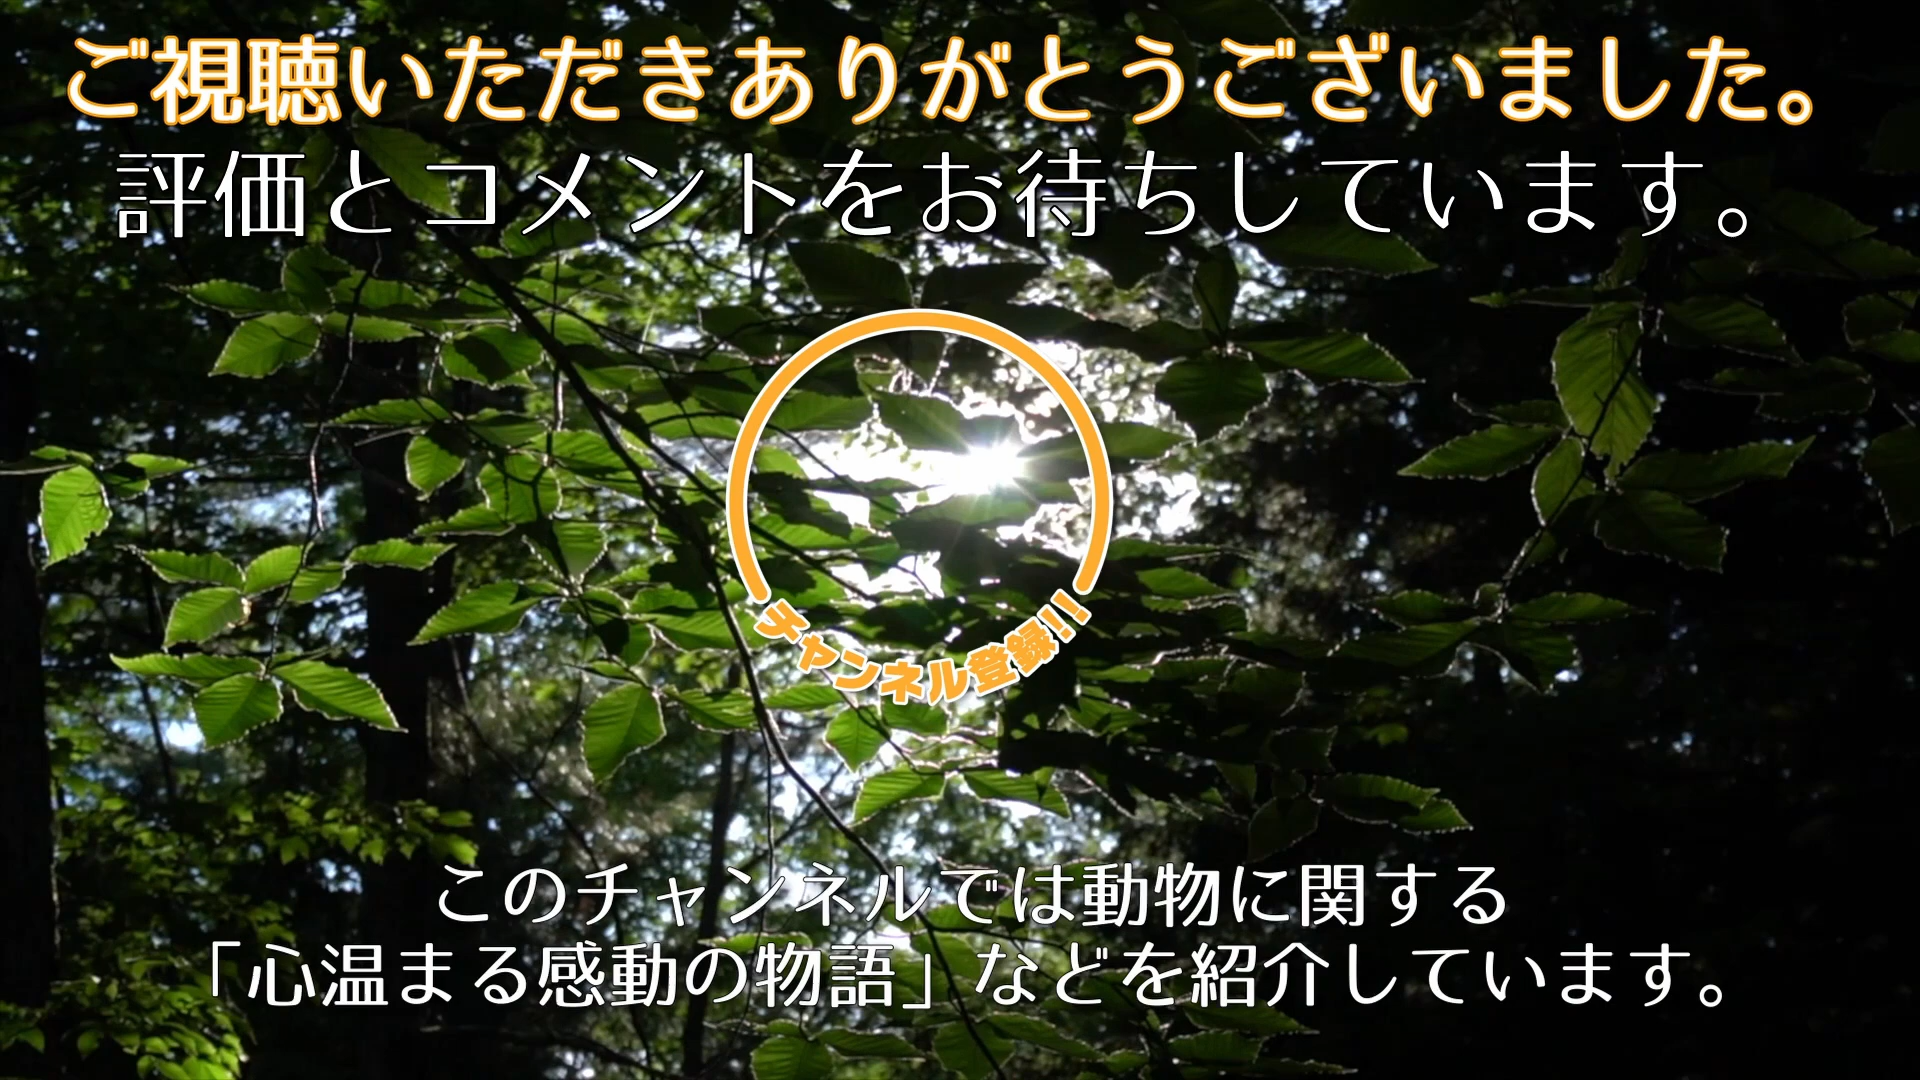 ご視聴いただきありがとうございました。
評価とコメントをお待ちしています。
チャンネル登録!!
このチャンネルでは動物に関する
「心温まる感動の物語」などを紹介しています。